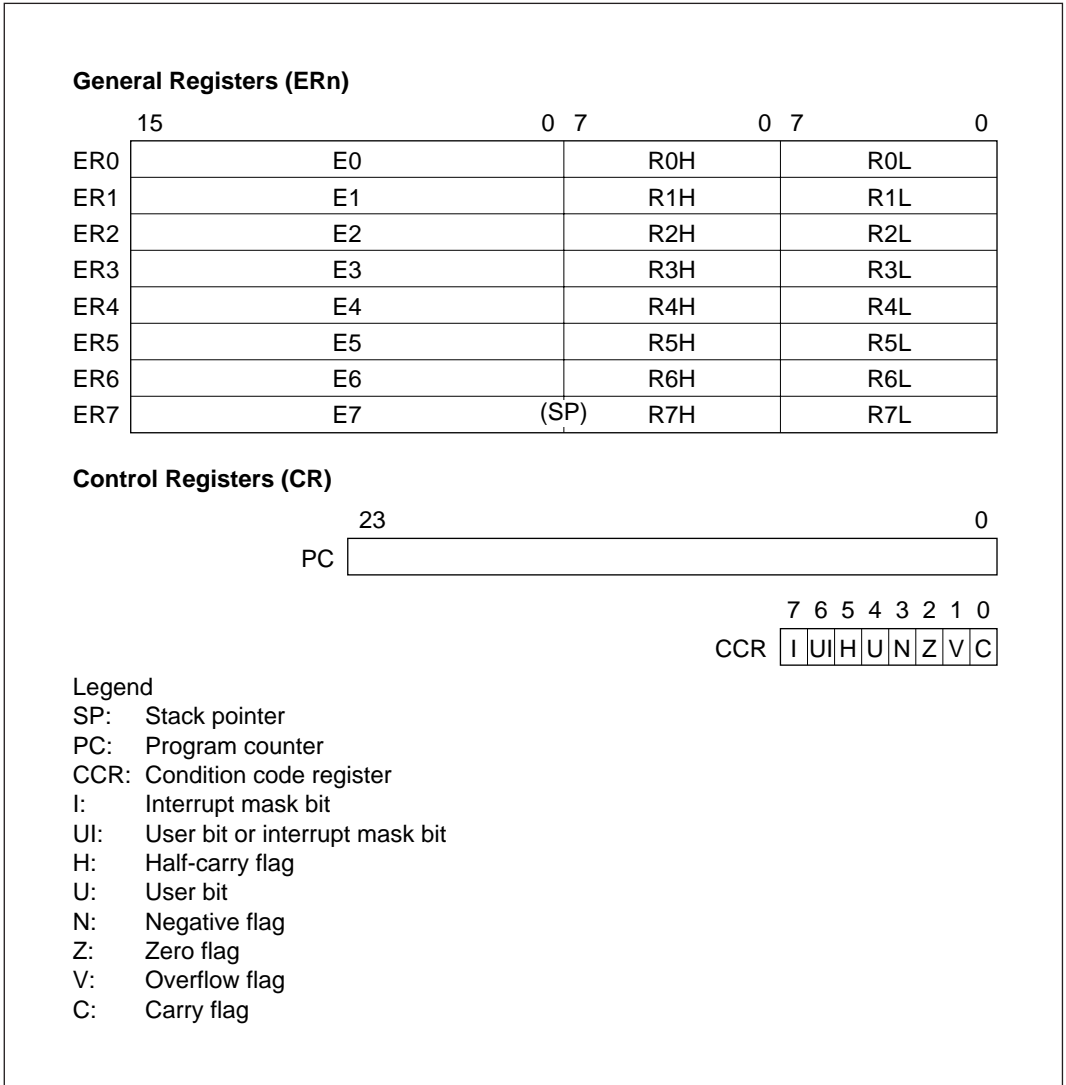 General Registers (ERn)
15 0 7 0 7 0
ER0 E0 R0H R0L
ER1 E1 R1H R1L
ER2 E2 R2H R2L
ER3 E3 R3H R3L
ER4 E4 R4H R4L
ER5 E5 R5H R5L
ER6 E6 R6H R6L
ER7 E7 (SP) R7H R7L
Control Registers (CR)
23 0
PC
7 6 5 4 3 2 1 0
CCR I UI H U N Z V C
Legend
SP: Stack pointer
PC: Program counter
CCR: Condition code register
I: Interrupt mask bit
UI: User bit or interrupt mask bit
H: Half-carry flag
U: User bit
N: Negative flag
Z: Zero flag
V: Overflow flag
C: Carry flag